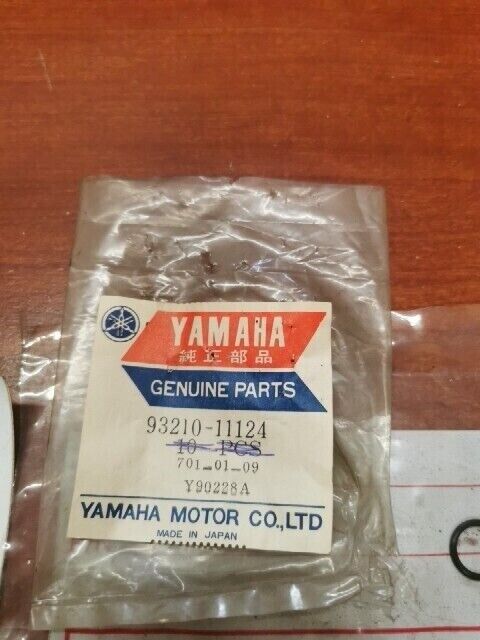 YAMAHA
純正部品
GENUINE PARTS
93210-11124
10 PCS
701-01-09
Y90228A
YAMAHA MOTOR CO.,LTD
MADE IN JAPAN